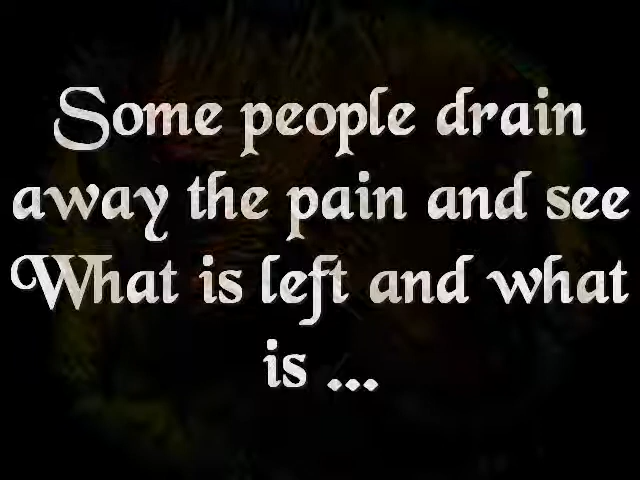 Some people drain
away the pain and see
What is left and what
is ...